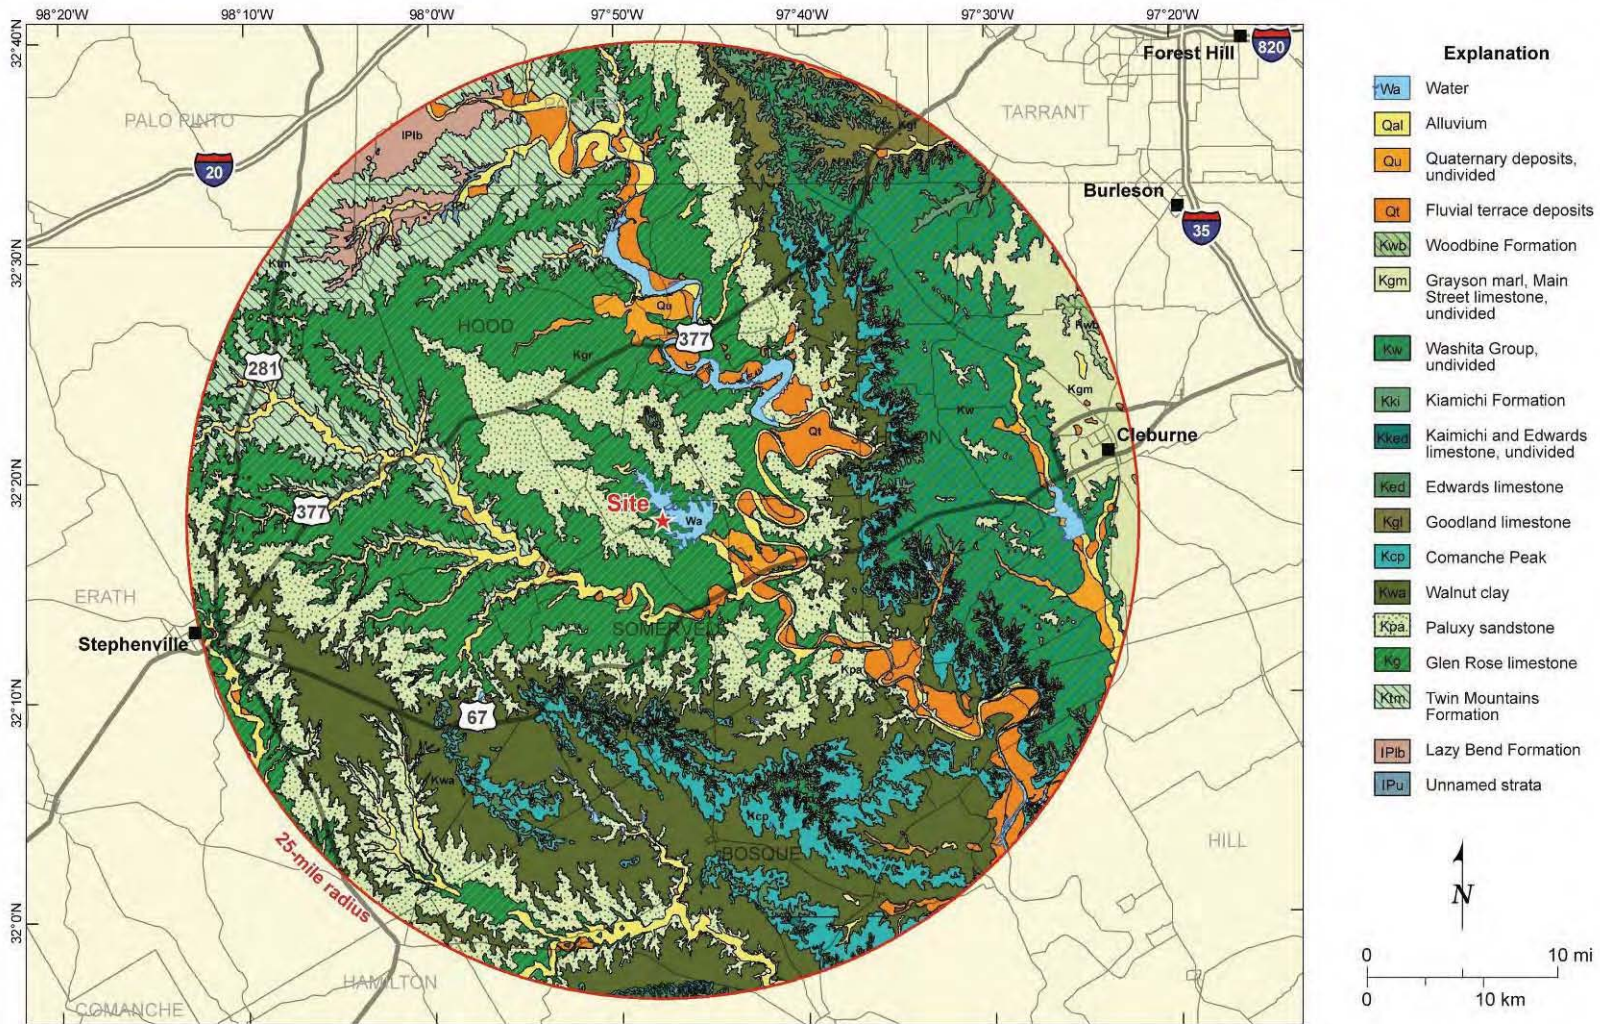 98°20'W
98°10'W
98°0'W
97°50'W
97°40'W
97°30'W
97°20'W
32°40'N
32°30'N
32°20'N
32°10'N
32°0'N
Forest Hill
820
PALO PINTO
TARRANT
IPlb
Kgl
20
Burleson
35
Ktm
HOOD
Qu
377
Kwb
281
Kgr
Kgm
Kw
Qt
JOHNSON
Cleburne
377
Site
Wa
ERATH
Stephenville
SOMERVELL
Kpa
67
Kwa
Kcp
BOSQUE
HILL
25-mile radius
HAMILTON
COMANCHE
Explanation
Wa Water
Qal Alluvium
Qu Quaternary deposits,
undivided
Qt Fluvial terrace deposits
Kwb Woodbine Formation
Kgm Grayson marl, Main
Street limestone,
undivided
Kw Washita Group,
undivided
Kki Kiamichi Formation
Kked Kaimichi and Edwards
limestone, undivided
Ked Edwards limestone
Kgl Goodland limestone
Kcp Comanche Peak
Kwa Walnut clay
Kpa Paluxy sandstone
Kg Glen Rose limestone
Ktm Twin Mountains
Formation
IPlb Lazy Bend Formation
IPu Unnamed strata
N
0 10 mi
0 10 km